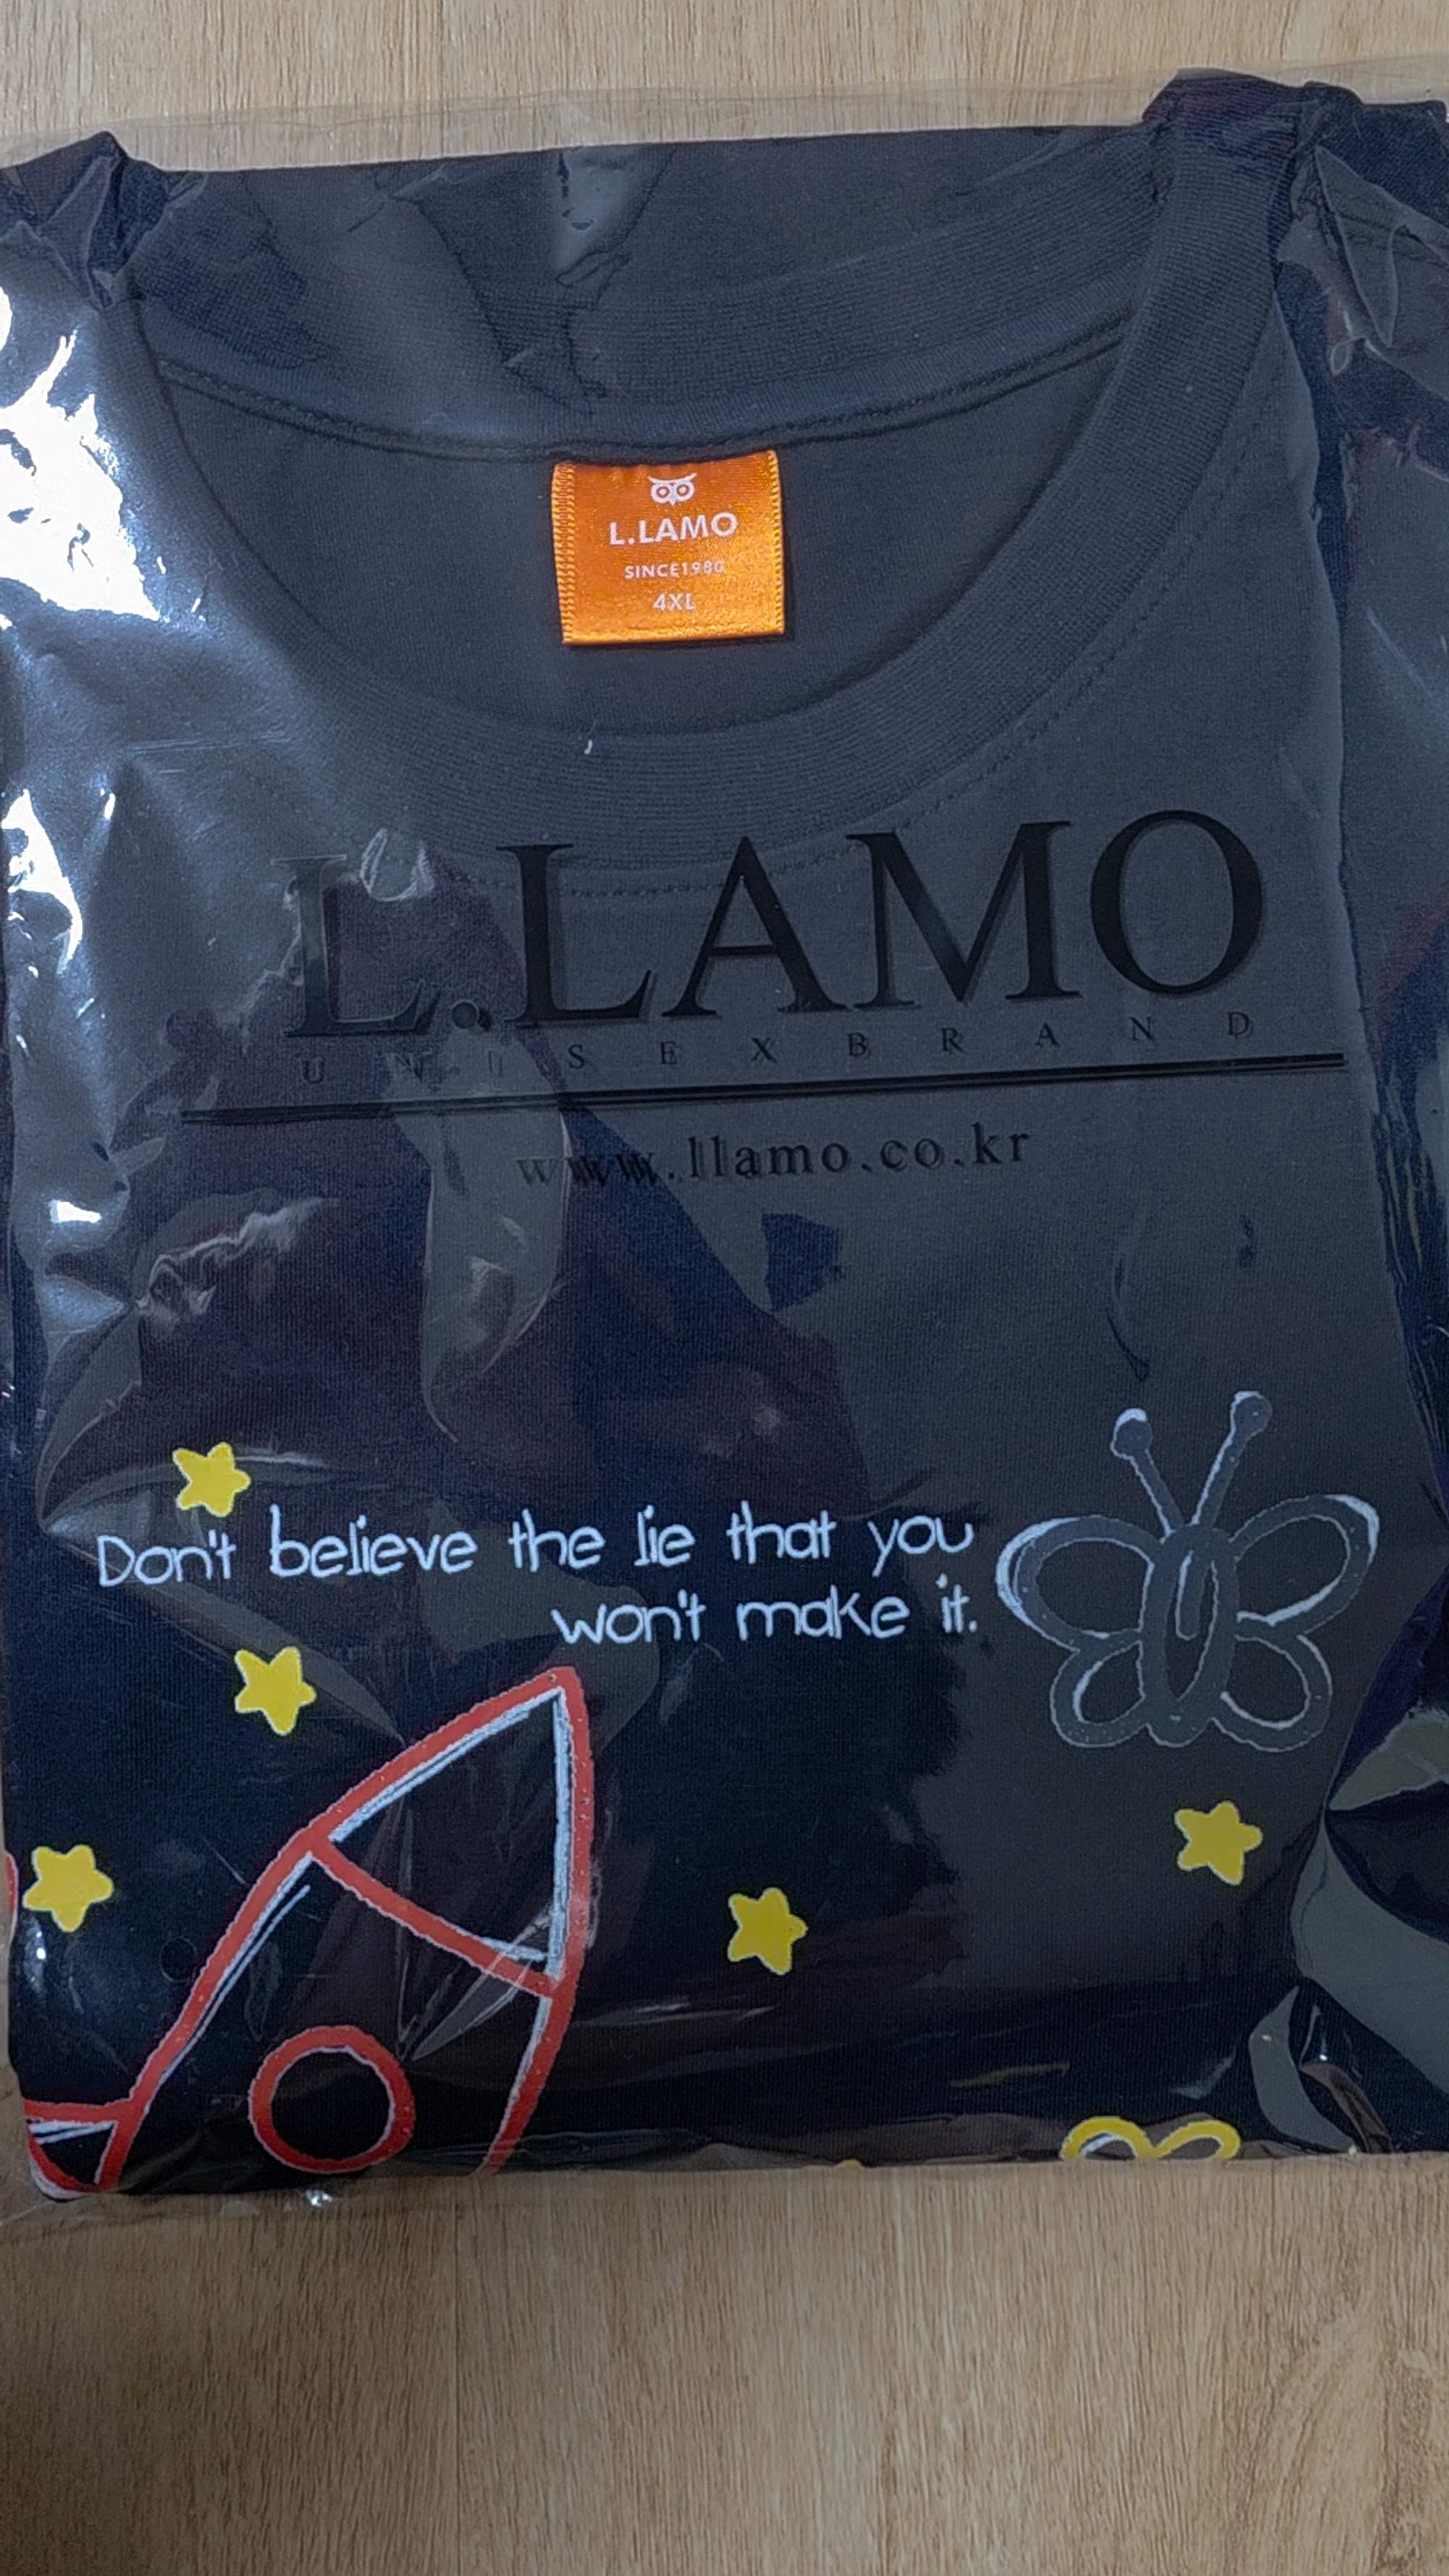 L.LAMO
SINCE1980
4XL
L.LAMO
UNISEXBRAND
www.llamo.co.kr
Don't believe the lie that you
won't make it.